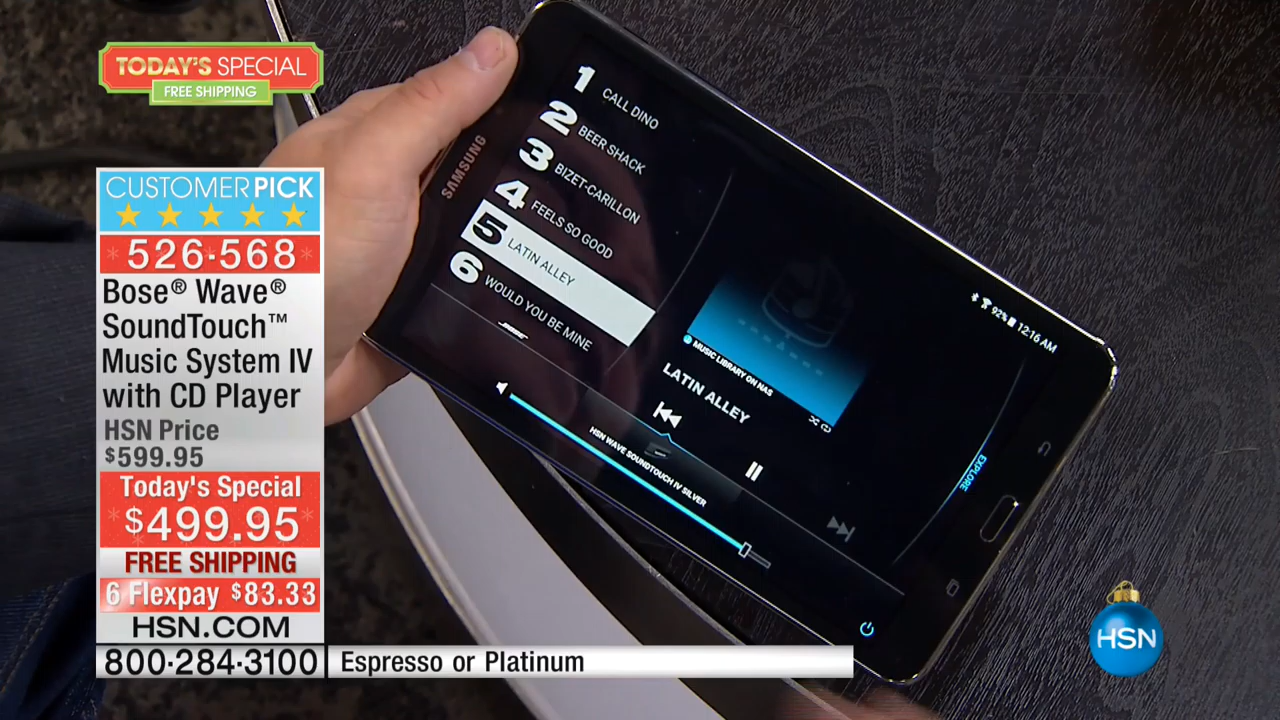 TODAY'S SPECIAL
FREE SHIPPING
CUSTOMER PICK
526-568
Bose® Wave®
SoundTouch™
Music System IV
with CD Player
HSN Price
$599.95
Today's Special
$499.95
FREE SHIPPING
6 Flexpay $83.33
HSN.COM
800-284-3100
Espresso or Platinum
SAMSUNG
1 CALL DINO
2 BEER SHACK
3 BIZET-CARILLON
4 FEELS SO GOOD
5 LATIN ALLEY
6 WOULD YOU BE MINE
BOSE
92% 12:16 AM
MUSIC LIBRARY ON NAS
LATIN ALLEY
HSN WAVE SOUNDTOUCH IV SILVER
EXPLORE
HSN